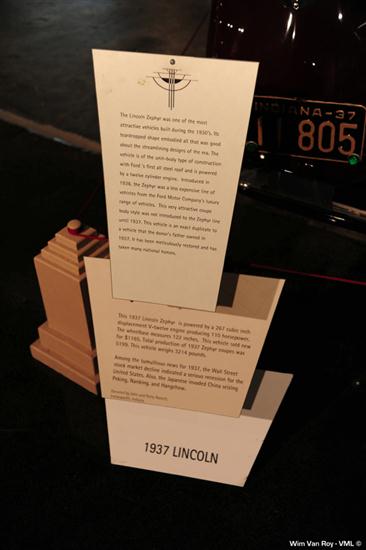 The Lincoln Zephyr was one of the most
attractive vehicles built during the 1930's. Its
teardropped shape embodied all that was good
about the streamlining designs of the era. The
vehicle is of the unit-body type of construction
with Ford's first all steel roof and is powered
by a twelve cylinder engine. Introduced in
1936, the Zephyr was a less expensive line of
vehicles from the Ford Motor Company's luxury
range of vehicles. This very attractive coupe
body style was not introduced to the Zephyr line
until 1937. This vehicle is an exact duplicate to
a vehicle that the donor's father owned in
1937. It has been meticulously restored and has
taken many national honors.
This 1937 Lincoln Zephyr is powered by a 267 cubic inch
displacement V-twelve engine producing 110 horsepower.
The wheelbase measures 122 inches. This vehicle sold new
for $1165. Total production of 1937 Zephyr coupes was
5199. This vehicle weighs 3214 pounds.
Among the tumultuous news for 1937, the Wall Street
stock market decline indicated a serious recession for the
United States. Also, the Japanese invaded China seizing
Peking, Nanking, and Hangchow.
Donated by John and
Indiana
1937 LINCOLN
INDIANA-37
805
Wim Van Roy - VML ©